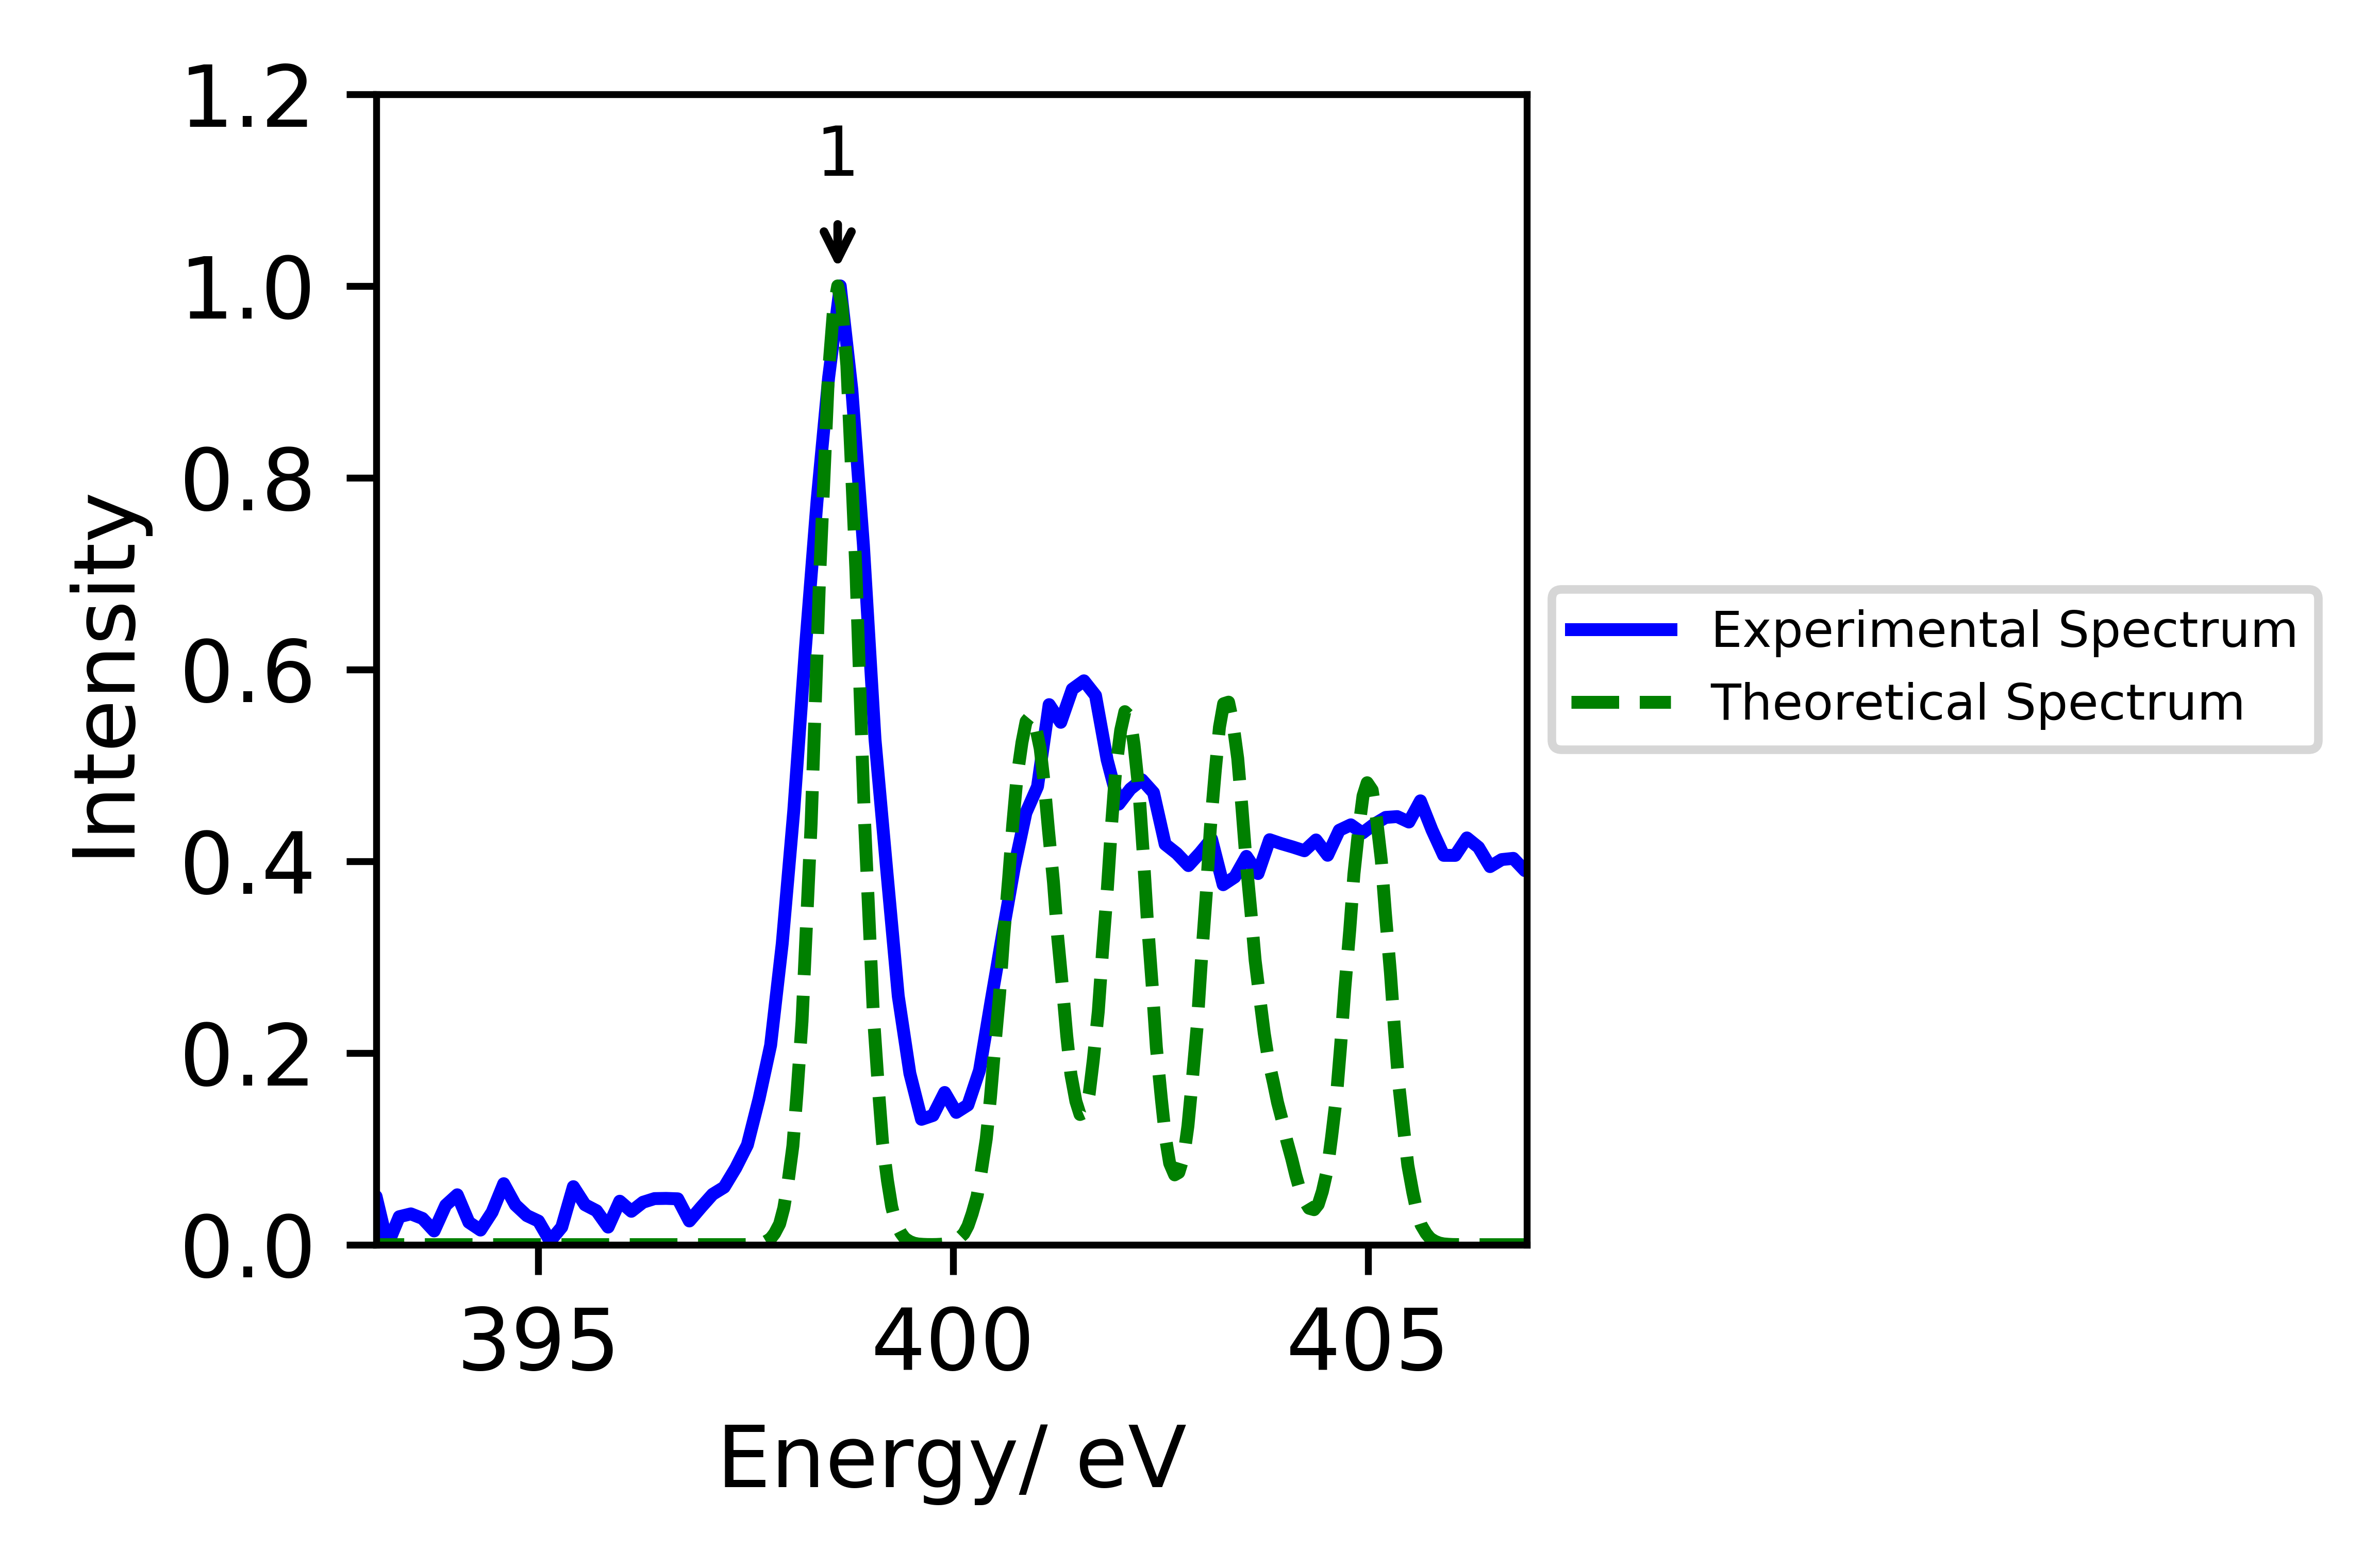 1.2
1
1.0
0.8
0.6
0.4
0.2
0.0
Intensity
395 400 405
Energy/ eV
Experimental Spectrum
Theoretical Spectrum